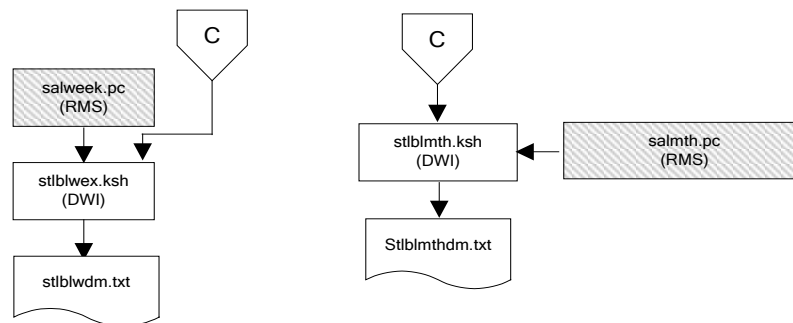 C
salweek.pc
(RMS)
stlblwex.ksh
(DWI)
stlblwdm.txt
C
stlblmth.ksh
(DWI)
salmth.pc
(RMS)
Stlblmthdm.txt